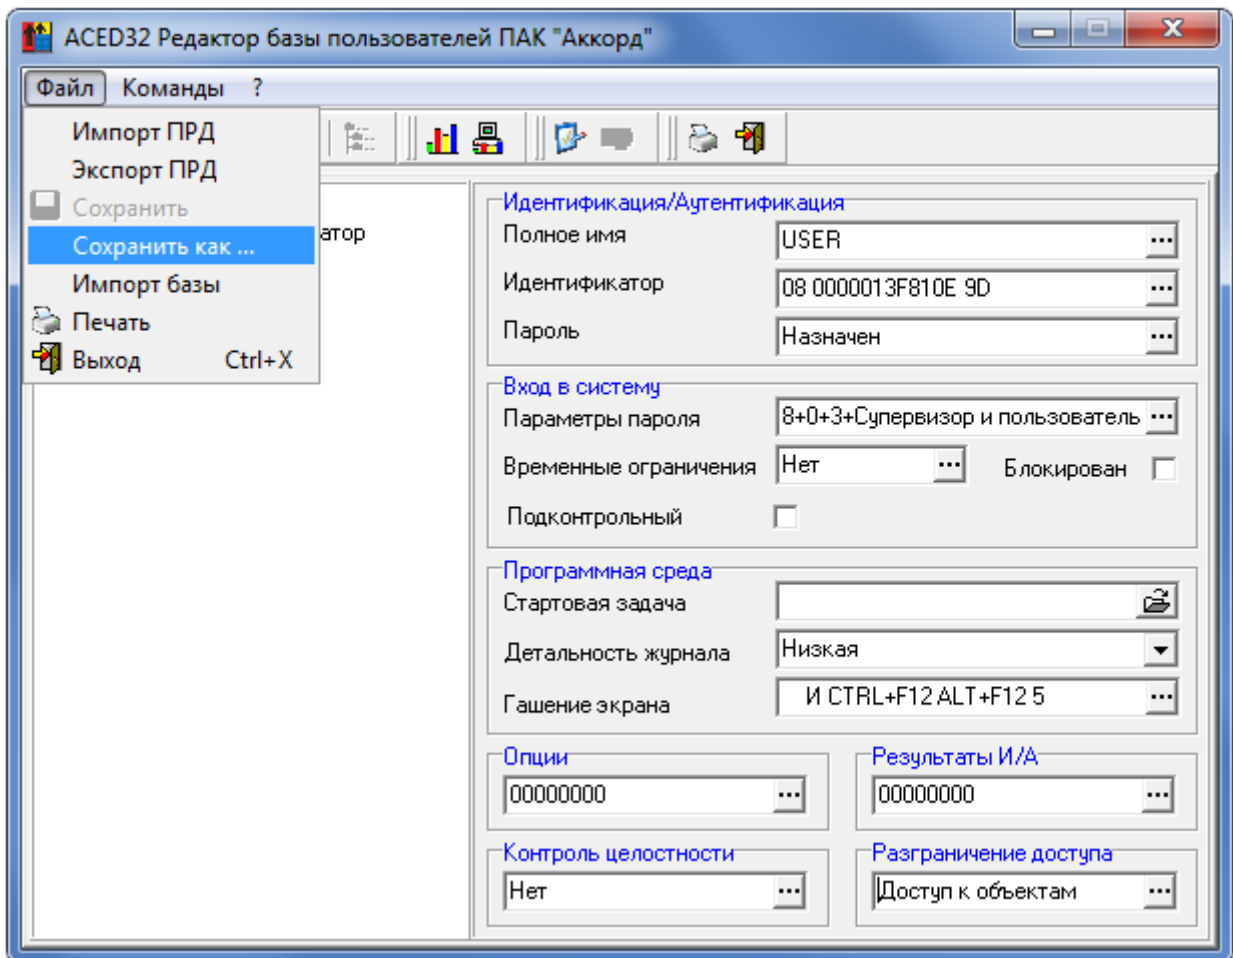 ACED32 Редактор базы пользователей ПАК "Аккорд"
Файл Команды ?
Импорт ПРД
Экспорт ПРД
Сохранить
Сохранить как ...
Импорт базы
Печать
Выход Ctrl+X
атор
Идентификация/Аутентификация
Полное имя USER ...
Идентификатор 08 0000013F810E 9D ...
Пароль Назначен ...
Вход в систему
Параметры пароля 8+0+3+Супервизор и пользователь ...
Временные ограничения Нет ... Блокирован
Подконтрольный
Программная среда
Стартовая задача
Детальность журнала Низкая
Гашение экрана И CTRL+F12 ALT+F12 5 ...
Опции Результаты И/А
00000000 ... 00000000 ...
Контроль целостности Разграничение доступа
Нет ... Доступ к объектам ...